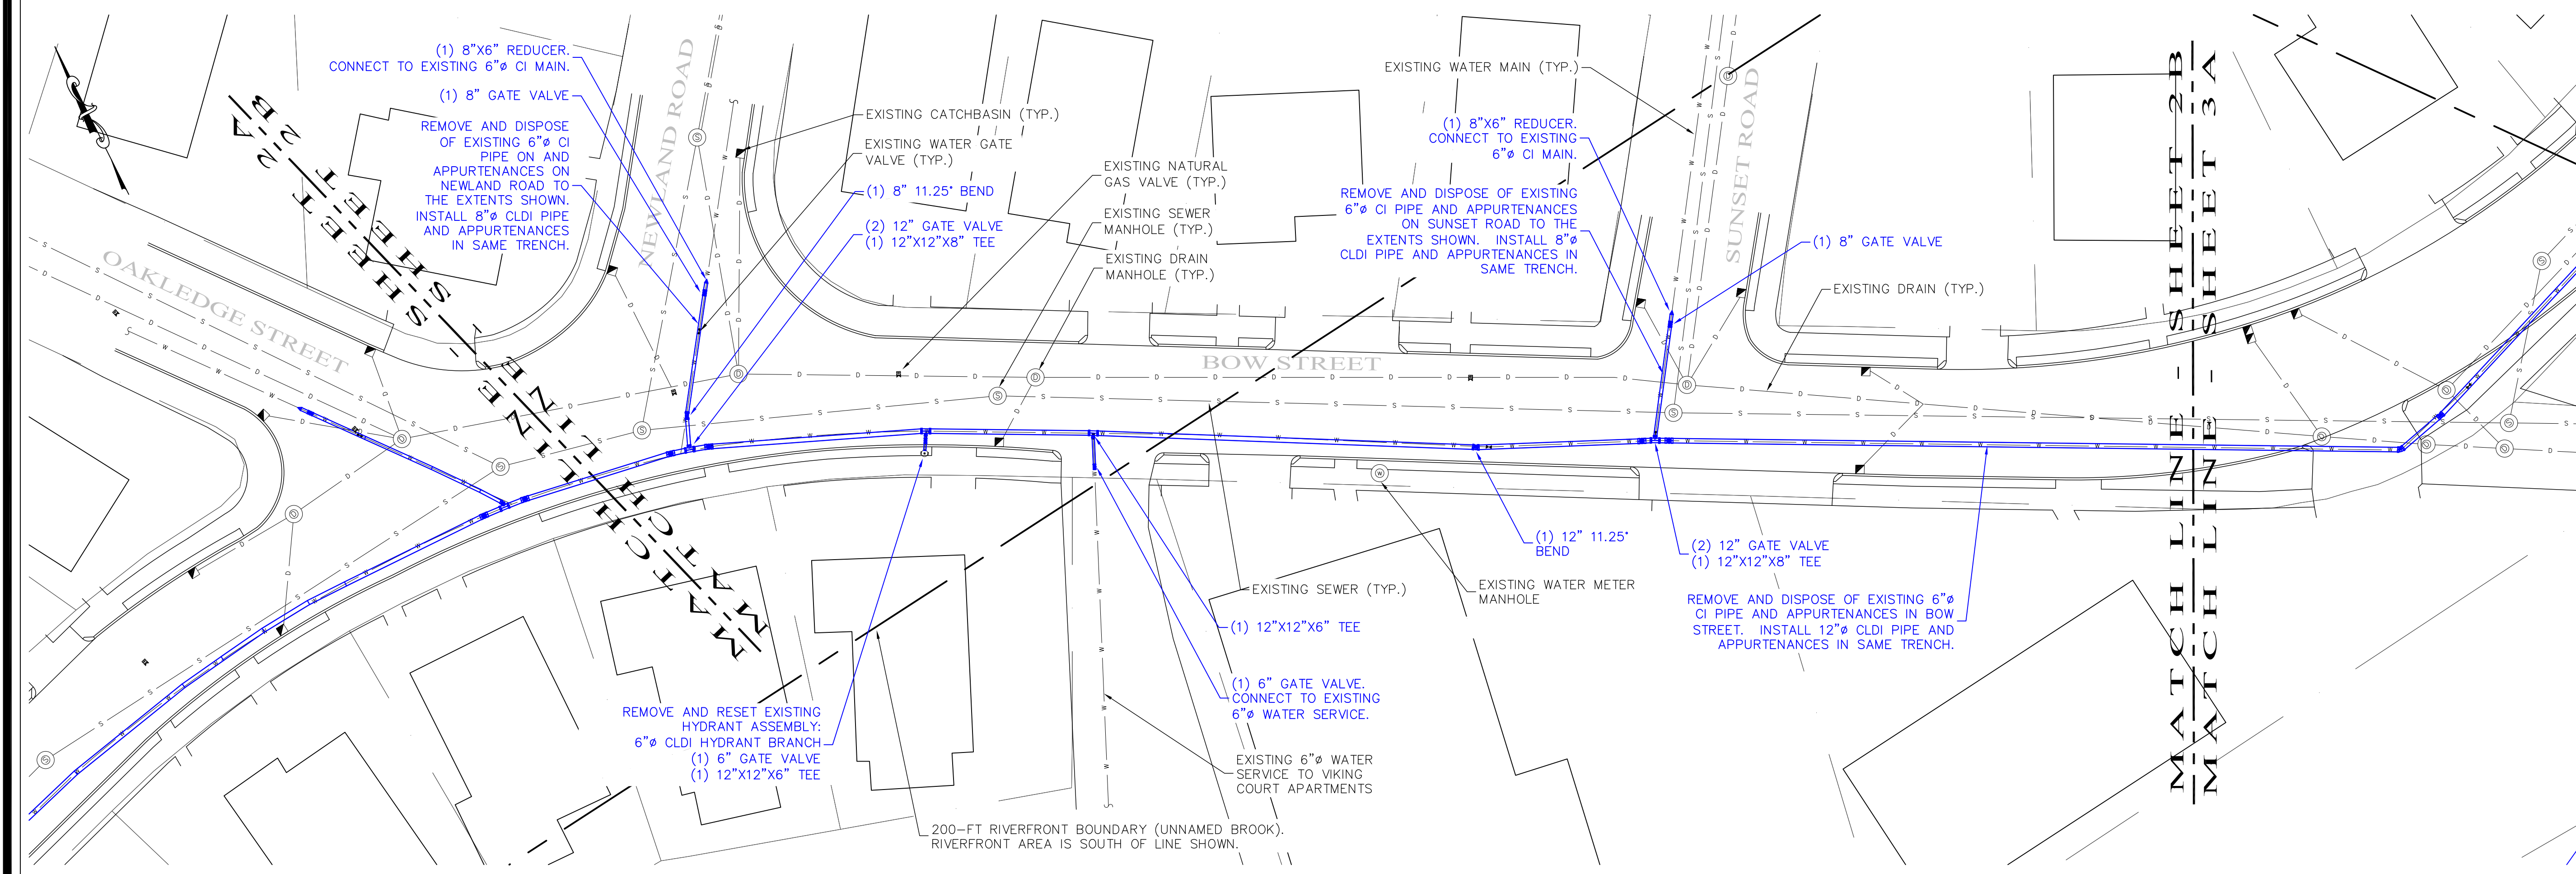 (1) 8"X6" REDUCER.
CONNECT TO EXISTING 6"ø CI MAIN.
(1) 8" GATE VALVE
REMOVE AND DISPOSE
OF EXISTING 6"ø CI
PIPE ON AND
APPURTENANCES ON
NEWLAND ROAD TO
THE EXTENTS SHOWN.
INSTALL 8"ø CLDI PIPE
AND APPURTENANCES
IN SAME TRENCH.
OAKLEDGE STREET
MATCH LINE - SHEET 2A
MATCH LINE - SHEET 2B
NEWLAND ROAD
EXISTING CATCHBASIN (TYP.)
EXISTING WATER GATE
VALVE (TYP.)
(1) 8" 11.25° BEND
(2) 12" GATE VALVE
(1) 12"X12"X8" TEE
EXISTING NATURAL
GAS VALVE (TYP.)
EXISTING SEWER
MANHOLE (TYP.)
EXISTING DRAIN
MANHOLE (TYP.)
BOW STREET
EXISTING WATER MAIN (TYP.)
(1) 8"X6" REDUCER.
CONNECT TO EXISTING
6"ø CI MAIN.
REMOVE AND DISPOSE OF EXISTING
6"ø CI PIPE AND APPURTENANCES
ON SUNSET ROAD TO THE
EXTENTS SHOWN. INSTALL 8"ø
CLDI PIPE AND APPURTENANCES IN
SAME TRENCH.
SUNSET ROAD
(1) 8" GATE VALVE
EXISTING DRAIN (TYP.)
MATCH LINE - SHEET 2B
MATCH LINE - SHEET 3A
(1) 12" 11.25°
BEND
(2) 12" GATE VALVE
(1) 12"X12"X8" TEE
EXISTING SEWER (TYP.)
EXISTING WATER METER
MANHOLE
REMOVE AND DISPOSE OF EXISTING 6"ø
CI PIPE AND APPURTENANCES IN BOW
STREET. INSTALL 12"ø CLDI PIPE AND
APPURTENANCES IN SAME TRENCH.
(1) 12"X12"X6" TEE
(1) 6" GATE VALVE.
CONNECT TO EXISTING
6"ø WATER SERVICE.
REMOVE AND RESET EXISTING
HYDRANT ASSEMBLY:
6"ø CLDI HYDRANT BRANCH
(1) 6" GATE VALVE
(1) 12"X12"X6" TEE
EXISTING 6"ø WATER
SERVICE TO VIKING
COURT APARTMENTS
200-FT RIVERFRONT BOUNDARY (UNNAMED BROOK).
RIVERFRONT AREA IS SOUTH OF LINE SHOWN.